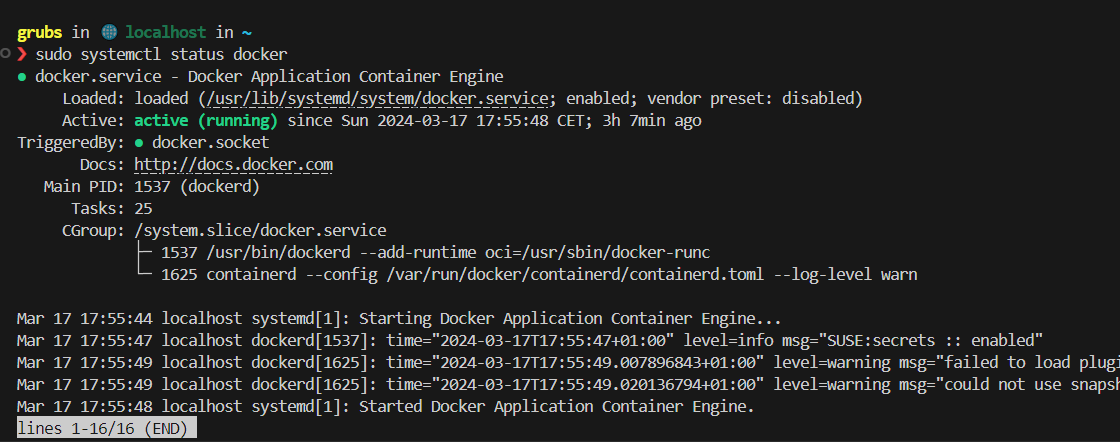 grubs in 🌐 localhost in ~
❯ sudo systemctl status docker
● docker.service - Docker Application Container Engine
     Loaded: loaded (/usr/lib/systemd/system/docker.service; enabled; vendor preset: disabled)
     Active: active (running) since Sun 2024-03-17 17:55:48 CET; 3h 7min ago
TriggeredBy: ● docker.socket
       Docs: http://docs.docker.com
   Main PID: 1537 (dockerd)
      Tasks: 25
     CGroup: /system.slice/docker.service
             ├─ 1537 /usr/bin/dockerd --add-runtime oci=/usr/sbin/docker-runc
             └─ 1625 containerd --config /var/run/docker/containerd/containerd.toml --log-level warn

Mar 17 17:55:44 localhost systemd[1]: Starting Docker Application Container Engine...
Mar 17 17:55:47 localhost dockerd[1537]: time="2024-03-17T17:55:47+01:00" level=info msg="SUSE:secrets :: enabled"
Mar 17 17:55:49 localhost dockerd[1625]: time="2024-03-17T17:55:49.007896843+01:00" level=warning msg="failed to load plugi
Mar 17 17:55:49 localhost dockerd[1625]: time="2024-03-17T17:55:49.020136794+01:00" level=warning msg="could not use snapsh
Mar 17 17:55:48 localhost systemd[1]: Started Docker Application Container Engine.
lines 1-16/16 (END)